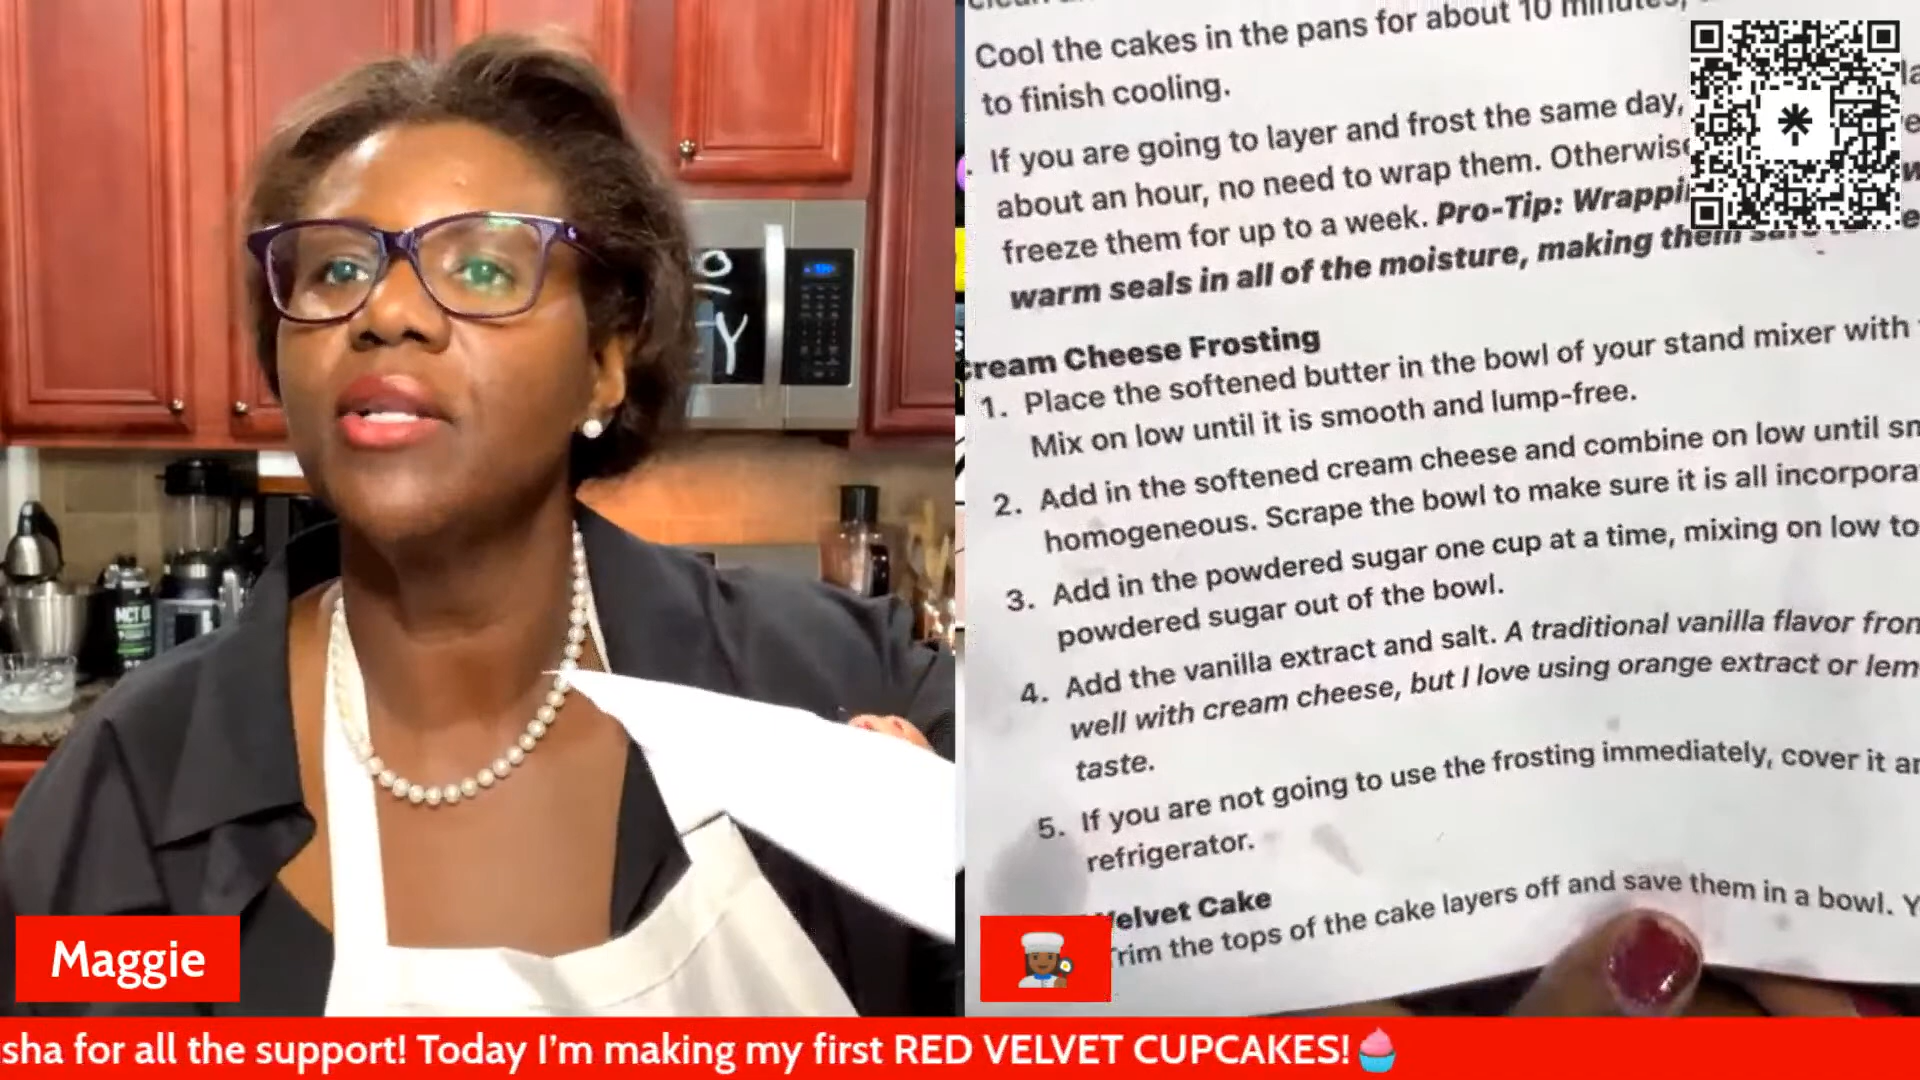 Cool the cakes in the pans for about 10 minutes,
to finish cooling.
If you are going to layer and frost the same day,
about an hour, no need to wrap them. Otherwise
freeze them for up to a week. Pro-Tip: Wrappi
warm seals in all of the moisture, making them
ream Cheese Frosting
1. Place the softened butter in the bowl of your stand mixer with
Mix on low until it is smooth and lump-free.
2. Add in the softened cream cheese and combine on low until sm
homogeneous. Scrape the bowl to make sure it is all incorpora
3. Add in the powdered sugar one cup at a time, mixing on low to
powdered sugar out of the bowl.
4. Add the vanilla extract and salt. A traditional vanilla flavor
well with cream cheese, but I love using orange extract or lem
taste.
5. If you are not going to use the frosting immediately, cover it
refrigerator.
Velvet Cake
Trim the tops of the cake layers off and save them in a bowl.
MCT
Maggie
sha for all the support! Today I'm making my first RED VELVET CUPCAKES!